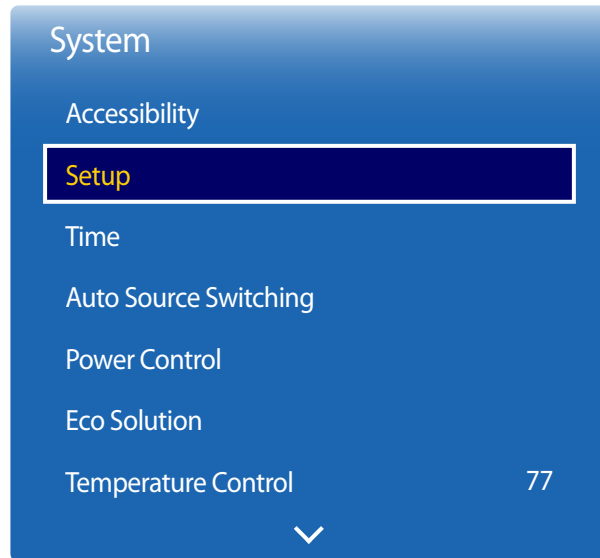 System
Accessibility
Setup
Time
Auto Source Switching
Power Control
Eco Solution
Temperature Control 77